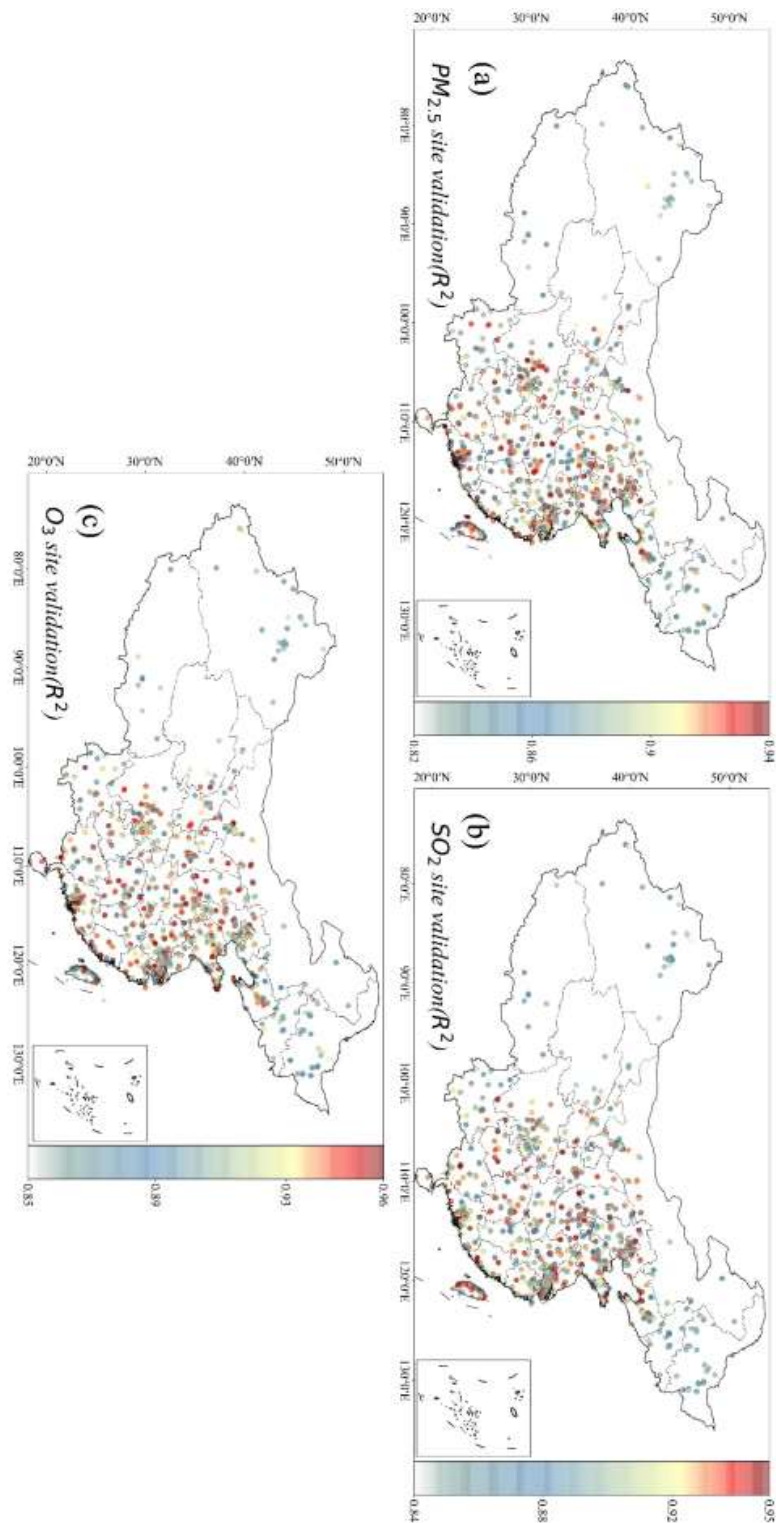 50°0'N
40°0'N
30°0'N
20°0'N
(a)
PM2.5 site validation(R²)
80°0'E
90°0'E
100°0'E
110°0'E
120°0'E
130°0'E
0.94
0.9
0.86
0.82
50°0'N
40°0'N
30°0'N
20°0'N
(b)
SO2 site validation(R²)
80°0'E
90°0'E
100°0'E
110°0'E
120°0'E
130°0'E
0.95
0.92
0.88
0.84
50°0'N
40°0'N
30°0'N
20°0'N
(c)
O3 site validation(R²)
80°0'E
90°0'E
100°0'E
110°0'E
120°0'E
130°0'E
0.96
0.93
0.89
0.85